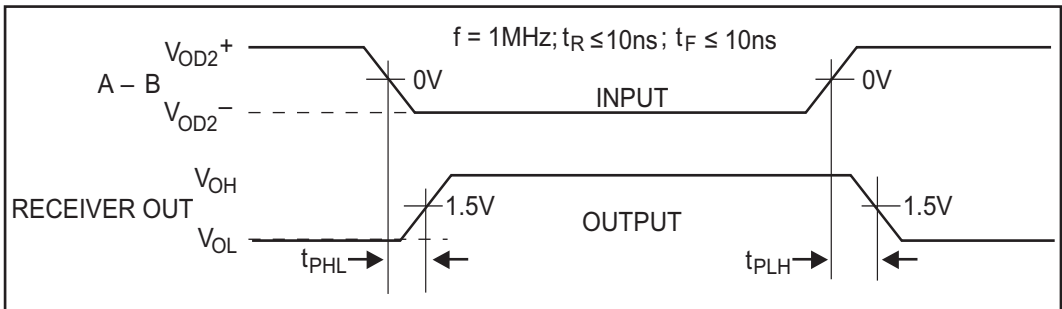 f = 1MHz; tR ≤ 10ns ; tF ≤ 10ns
VOD2+
0V
0V
A – B
INPUT
VOD2–
VOH
1.5V
1.5V
RECEIVER OUT
OUTPUT
VOL
tPHL
tPLH